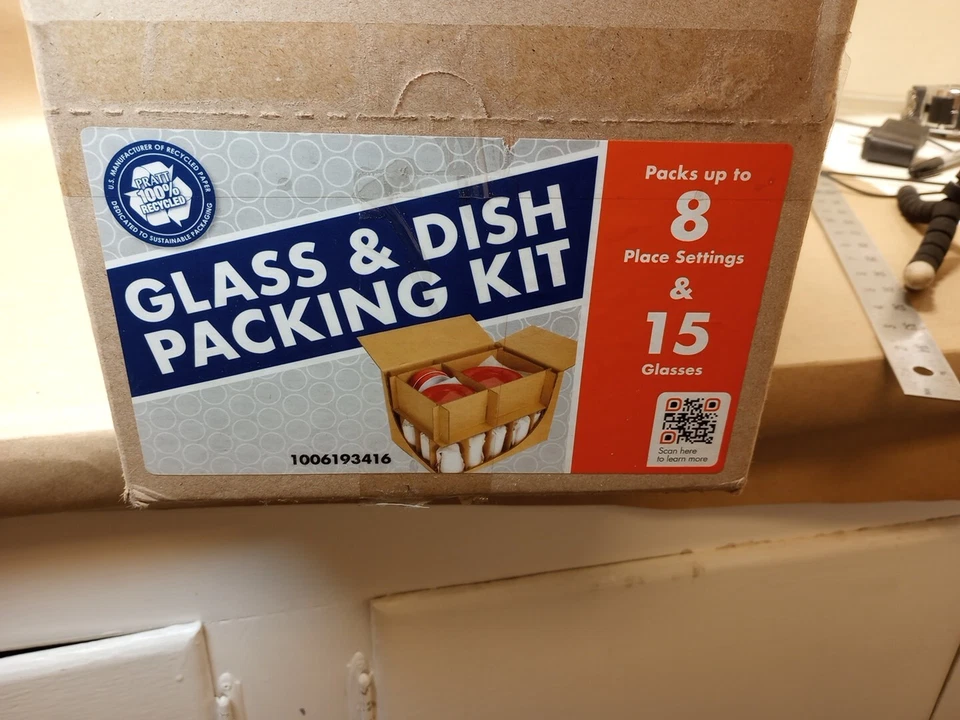 U.S. MANUFACTURER OF RECYCLED PAPER
PRATT
100%
RECYCLED
DEDICATED TO SUSTAINABLE PACKAGING
GLASS & DISH
PACKING KIT
1006193416
Packs up to
8
Place Settings
&
15
Glasses
Scan here
to learn more